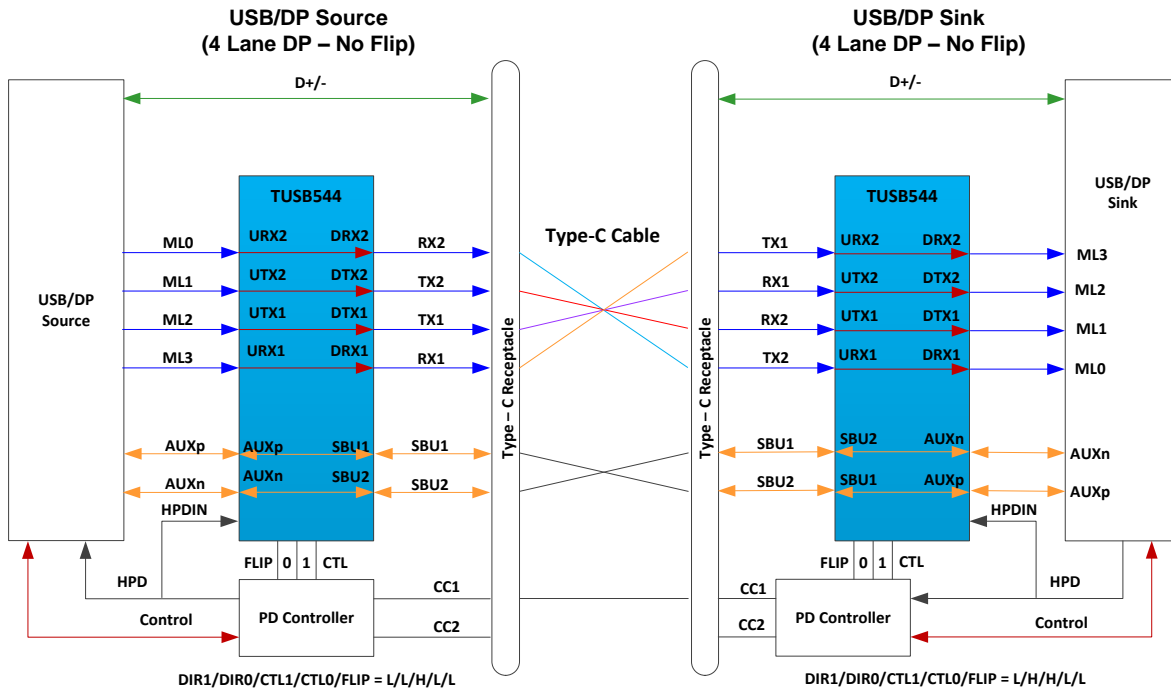 USB/DP Source
(4 Lane DP – No Flip)
USB/DP Sink
(4 Lane DP – No Flip)
D+/-
D+/-
TUSB544
TUSB544
USB/DP
Source
USB/DP
Sink
Type-C Cable
Type – C Receptacle
Type – C Receptacle
ML0 URX2 DRX2 RX2
ML1 UTX2 DTX2 TX2
ML2 UTX1 DTX1 TX1
ML3 URX1 DRX1 RX1
TX1 URX2 DRX2 ML3
RX1 UTX2 DTX2 ML2
RX2 UTX1 DTX1 ML1
TX2 URX1 DRX1 ML0
AUXp AUXp SBU1 SBU1
AUXn AUXn SBU2 SBU2
SBU1 SBU2 AUXn AUXn
SBU2 SBU1 AUXp AUXp
HPDIN
HPDIN
FLIP 0 1 CTL
FLIP 0 1 CTL
HPD
HPD
Control
Control
PD Controller
PD Controller
CC1
CC2
CC1
CC2
DIR1/DIR0/CTL1/CTL0/FLIP = L/L/H/L/L
DIR1/DIR0/CTL1/CTL0/FLIP = L/H/H/L/L